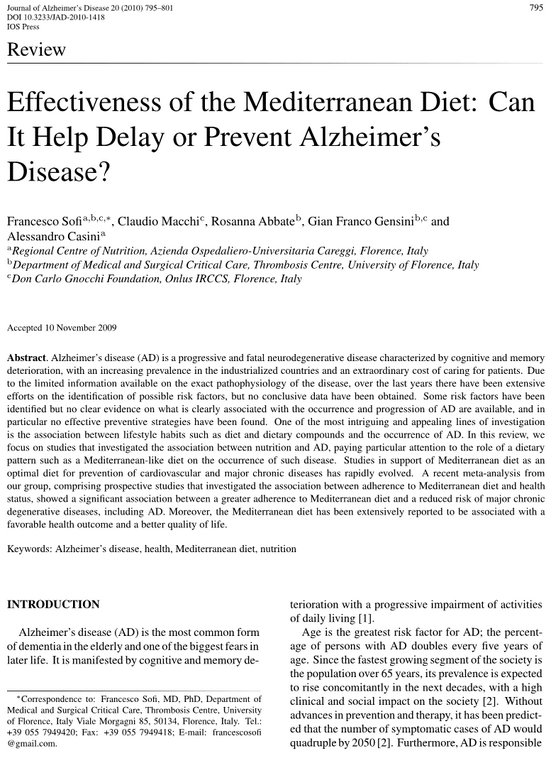 Journal of Alzheimer's Disease 20 (2010) 795–801
DOI 10.3233/JAD-2010-1418
IOS Press
795
Review
Effectiveness of the Mediterranean Diet: Can
It Help Delay or Prevent Alzheimer's
Disease?
Francesco Sofi a,b,c,∗, Claudio Macchi c, Rosanna Abbate b, Gian Franco Gensini b,c and
Alessandro Casini a
a Regional Centre of Nutrition, Azienda Ospedaliero-Universitaria Careggi, Florence, Italy
b Department of Medical and Surgical Critical Care, Thrombosis Centre, University of Florence, Italy
c Don Carlo Gnocchi Foundation, Onlus IRCCS, Florence, Italy
Accepted 10 November 2009
Abstract. Alzheimer's disease (AD) is a progressive and fatal neurodegenerative disease characterized by cognitive and memory
deterioration, with an increasing prevalence in the industrialized countries and an extraordinary cost of caring for patients. Due
to the limited information available on the exact pathophysiology of the disease, over the last years there have been extensive
efforts on the identification of possible risk factors, but no conclusive data have been obtained. Some risk factors have been
identified but no clear evidence on what is clearly associated with the occurrence and progression of AD are available, and in
particular no effective preventive strategies have been found. One of the most intriguing and appealing lines of investigation
is the association between lifestyle habits such as diet and dietary compounds and the occurrence of AD. In this review, we
focus on studies that investigated the association between nutrition and AD, paying particular attention to the role of a dietary
pattern such as a Mediterranean-like diet on the occurrence of such disease. Studies in support of Mediterranean diet as an
optimal diet for prevention of cardiovascular and major chronic diseases has rapidly evolved. A recent meta-analysis from
our group, comprising prospective studies that investigated the association between adherence to Mediterranean diet and health
status, showed a significant association between a greater adherence to Mediterranean diet and a reduced risk of major chronic
degenerative diseases, including AD. Moreover, the Mediterranean diet has been extensively reported to be associated with a
favorable health outcome and a better quality of life.
Keywords: Alzheimer's disease, health, Mediterranean diet, nutrition
INTRODUCTION
Alzheimer's disease (AD) is the most common form
of dementia in the elderly and one of the biggest fears in
later life. It is manifested by cognitive and memory de-
∗Correspondence to: Francesco Sofi, MD, PhD, Department of
Medical and Surgical Critical Care, Thrombosis Centre, University
of Florence, Italy Viale Morgagni 85, 50134, Florence, Italy. Tel.:
+39 055 7949420; Fax: +39 055 7949418; E-mail: francescosofi
@gmail.com.
terioration with a progressive impairment of activities
of daily living [1].
Age is the greatest risk factor for AD; the percent-
age of persons with AD doubles every five years of
age. Since the fastest growing segment of the society is
the population over 65 years, its prevalence is expected
to rise concomitantly in the next decades, with a high
clinical and social impact on the society [2]. Without
advances in prevention and therapy, it has been predict-
ed that the number of symptomatic cases of AD would
quadruple by 2050 [2]. Furthermore, AD is responsible